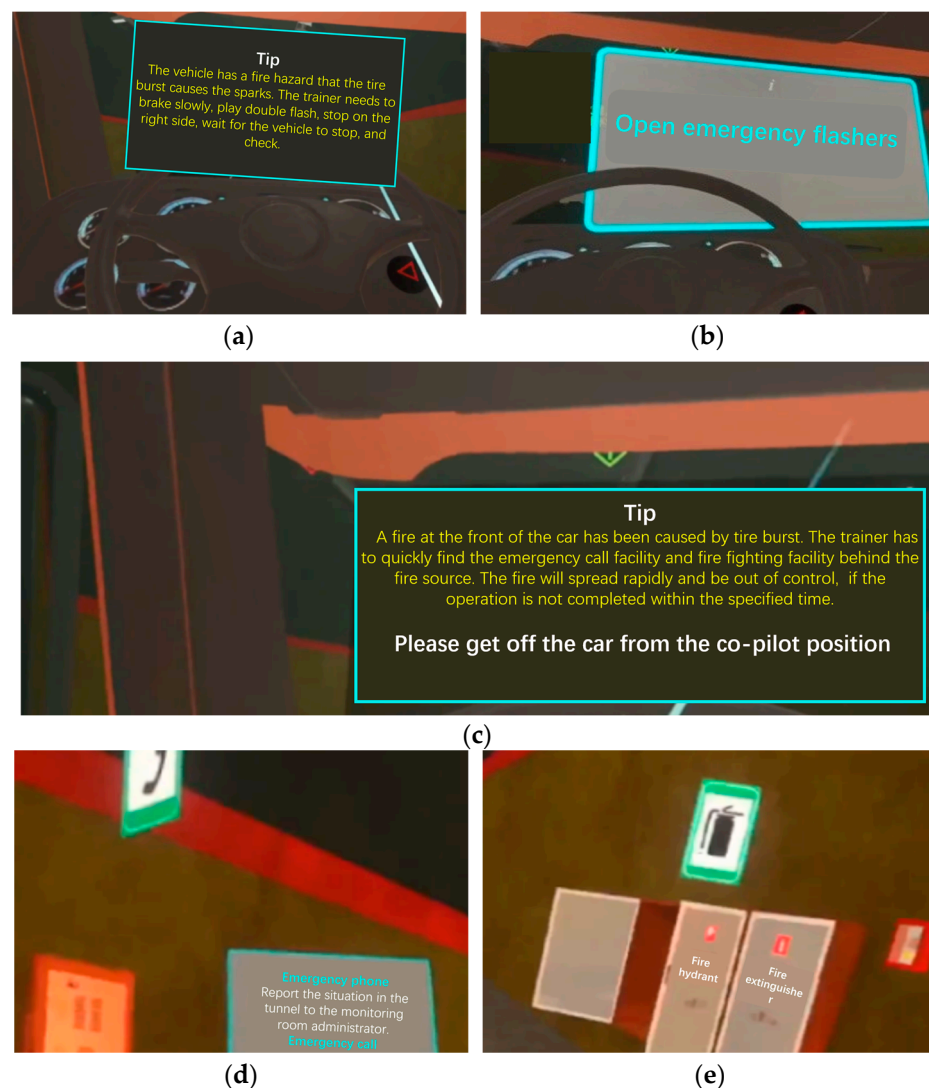 Tip
The vehicle has a fire hazard that the tire
burst causes the sparks. The trainer needs to
brake slowly, play double flash, stop on the
right side, wait for the vehicle to stop, and
check.
Open emergency flashers
(a)
(b)
Tip
A fire at the front of the car has been caused by tire burst. The trainer has
to quickly find the emergency call facility and fire fighting facility behind the
fire source. The fire will spread rapidly and be out of control, if the
operation is not completed within the specified time.
Please get off the car from the co-pilot position
(c)
Emergency phone
Report the situation in the
tunnel to the monitoring
room administrator.
Emergency call
Fire
hydrant
Fire
extinguishe
r
(d)
(e)